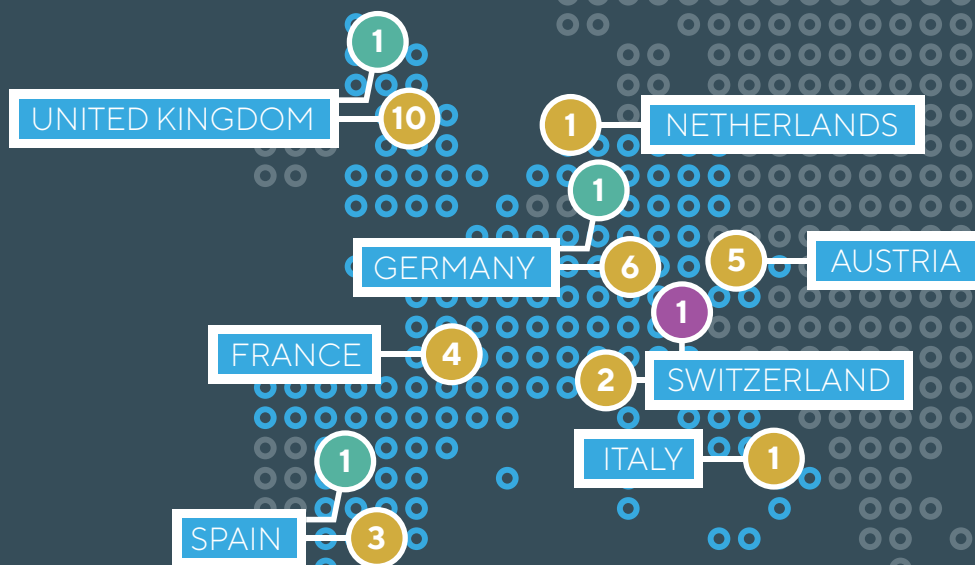 1
UNITED KINGDOM
10
1
NETHERLANDS
1
GERMANY
6
5
AUSTRIA
1
FRANCE
4
2
SWITZERLAND
1
ITALY
1
SPAIN
3